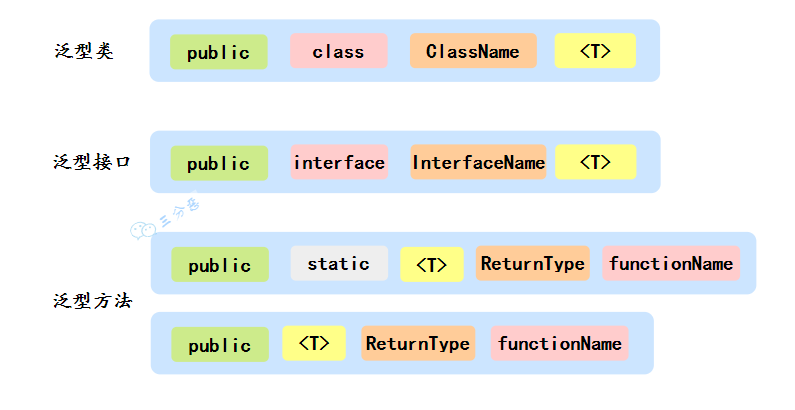 泛型类 public class ClassName <T>
泛型接口 public interface InterfaceName <T>
三分恶
public static <T> ReturnType functionName
泛型方法
public <T> ReturnType functionName